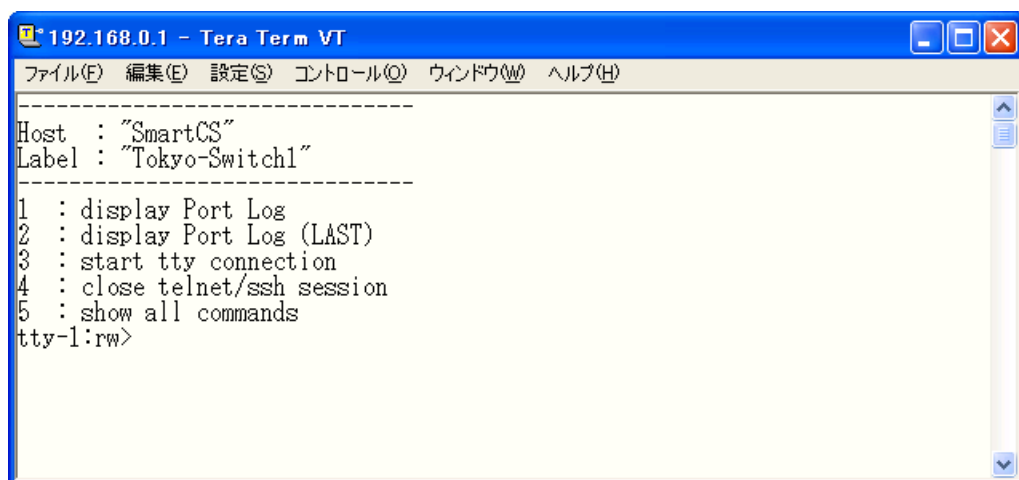 192.168.0.1 - Tera Term VT
ファイル(F) 編集(E) 設定(S) コントロール(O) ウィンドウ(W) ヘルプ(H)
-------------------------------
Host : "SmartCS"
Label : "Tokyo-Switch1"
-------------------------------
1 : display Port Log
2 : display Port Log (LAST)
3 : start tty connection
4 : close telnet/ssh session
5 : show all commands
tty-1:rw>